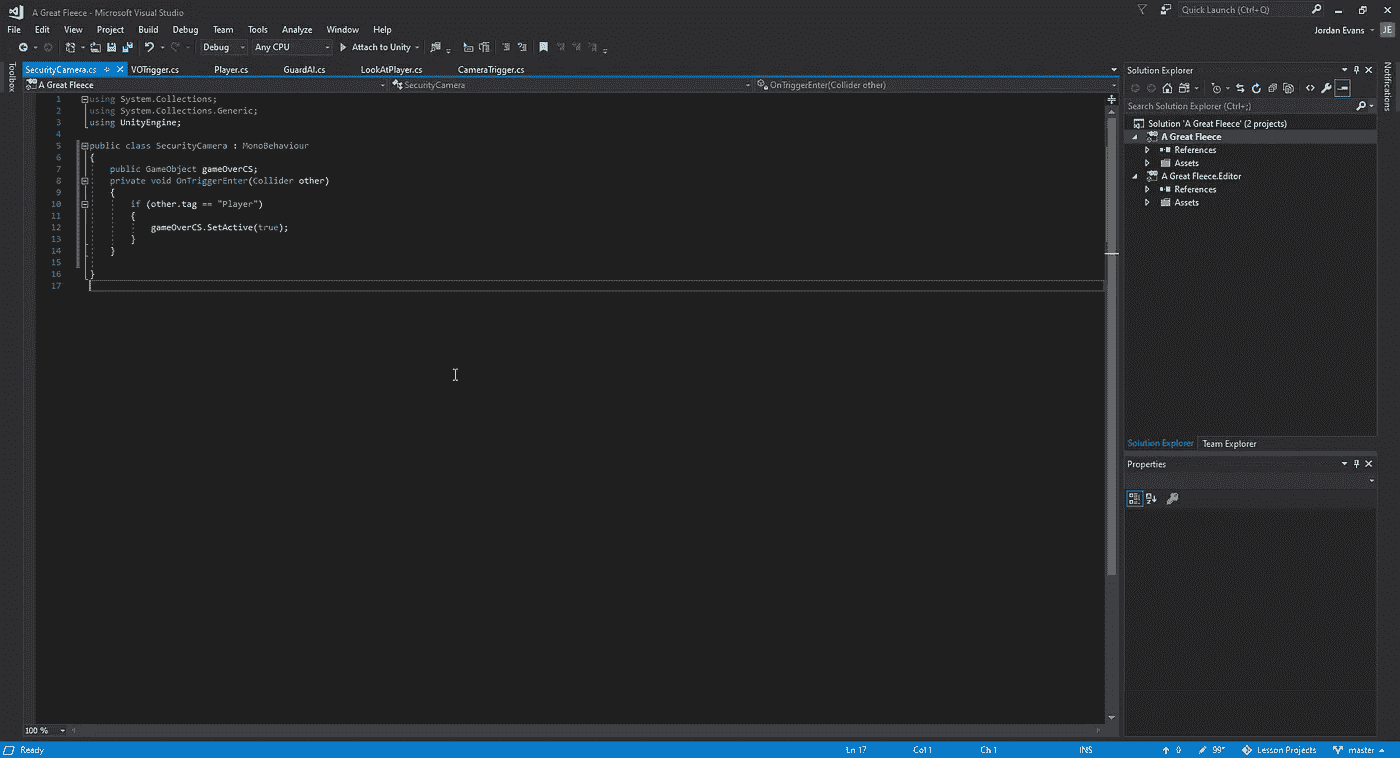 A Great Fleece - Microsoft Visual Studio
Quick Launch (Ctrl+Q)
File Edit View Project Build Debug Team Tools Analyze Window Help
Jordan Evans JE
Debug Any CPU Attach to Unity
Toolbox
SecurityCamera.cs VOTrigger.cs Player.cs GuardAI.cs LookAtPlayer.cs CameraTrigger.cs
A Great Fleece SecurityCamera OnTriggerEnter(Collider other)
1 using System.Collections;
2 using System.Collections.Generic;
3 using UnityEngine;
4
5 public class SecurityCamera : MonoBehaviour
6 {
7 public GameObject gameOverCS;
8 private void OnTriggerEnter(Collider other)
9 {
10 if (other.tag == "Player")
11 {
12 gameOverCS.SetActive(true);
13 }
14 }
15
16 }
17
100 %
Solution Explorer
Search Solution Explorer (Ctrl+;)
Solution 'A Great Fleece' (2 projects)
A Great Fleece
References
Assets
A Great Fleece.Editor
References
Assets
Solution Explorer Team Explorer
Properties
Notifications
Ready Ln 17 Col 1 Ch 1 INS 0 99* Lesson Projects master